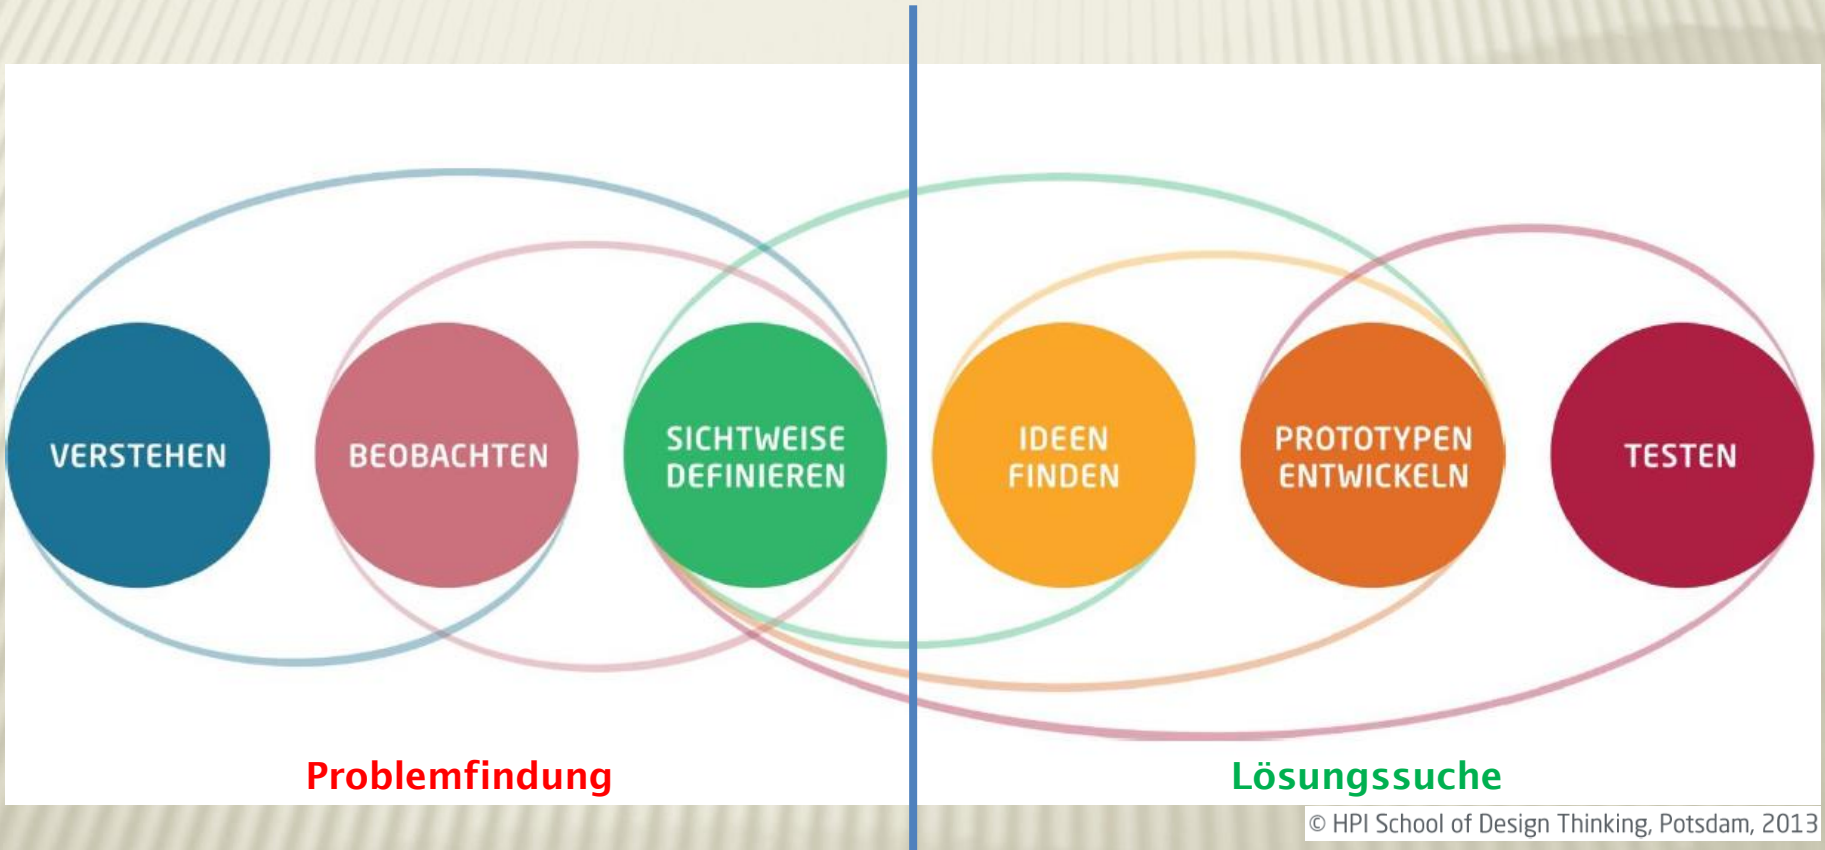 VERSTEHEN
BEOBACHTEN
SICHTWEISE
DEFINIEREN
IDEEN
FINDEN
PROTOTYPEN
ENTWICKELN
TESTEN
Problemfindung
Lösungssuche
© HPI School of Design Thinking, Potsdam, 2013